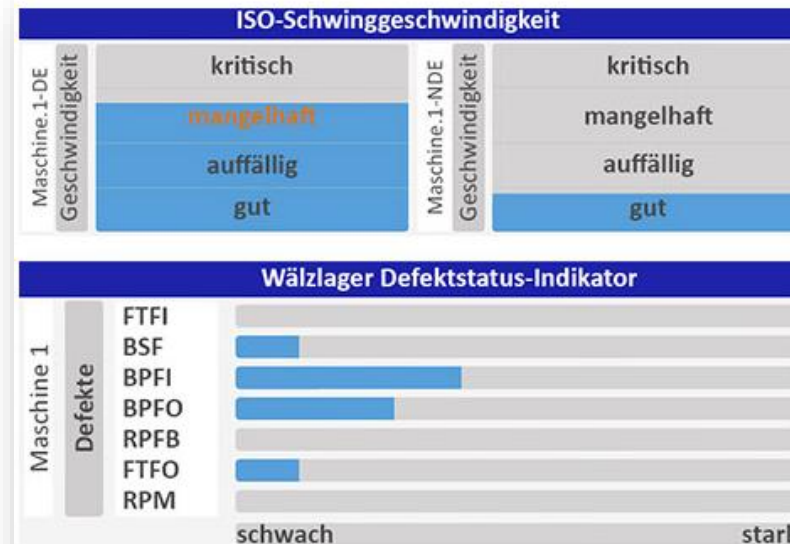 ISO-Schwinggeschwindigkeit
Maschine.1-DE
Geschwindigkeit
kritisch
mangelhaft
auffällig
gut
Maschine.1-NDE
Geschwindigkeit
kritisch
mangelhaft
auffällig
gut
Wälzlager Defektstatus-Indikator
Maschine 1
Defekte
FTFI
BSF
BPFI
BPFO
RPFB
FTFO
RPM
schwach
stark